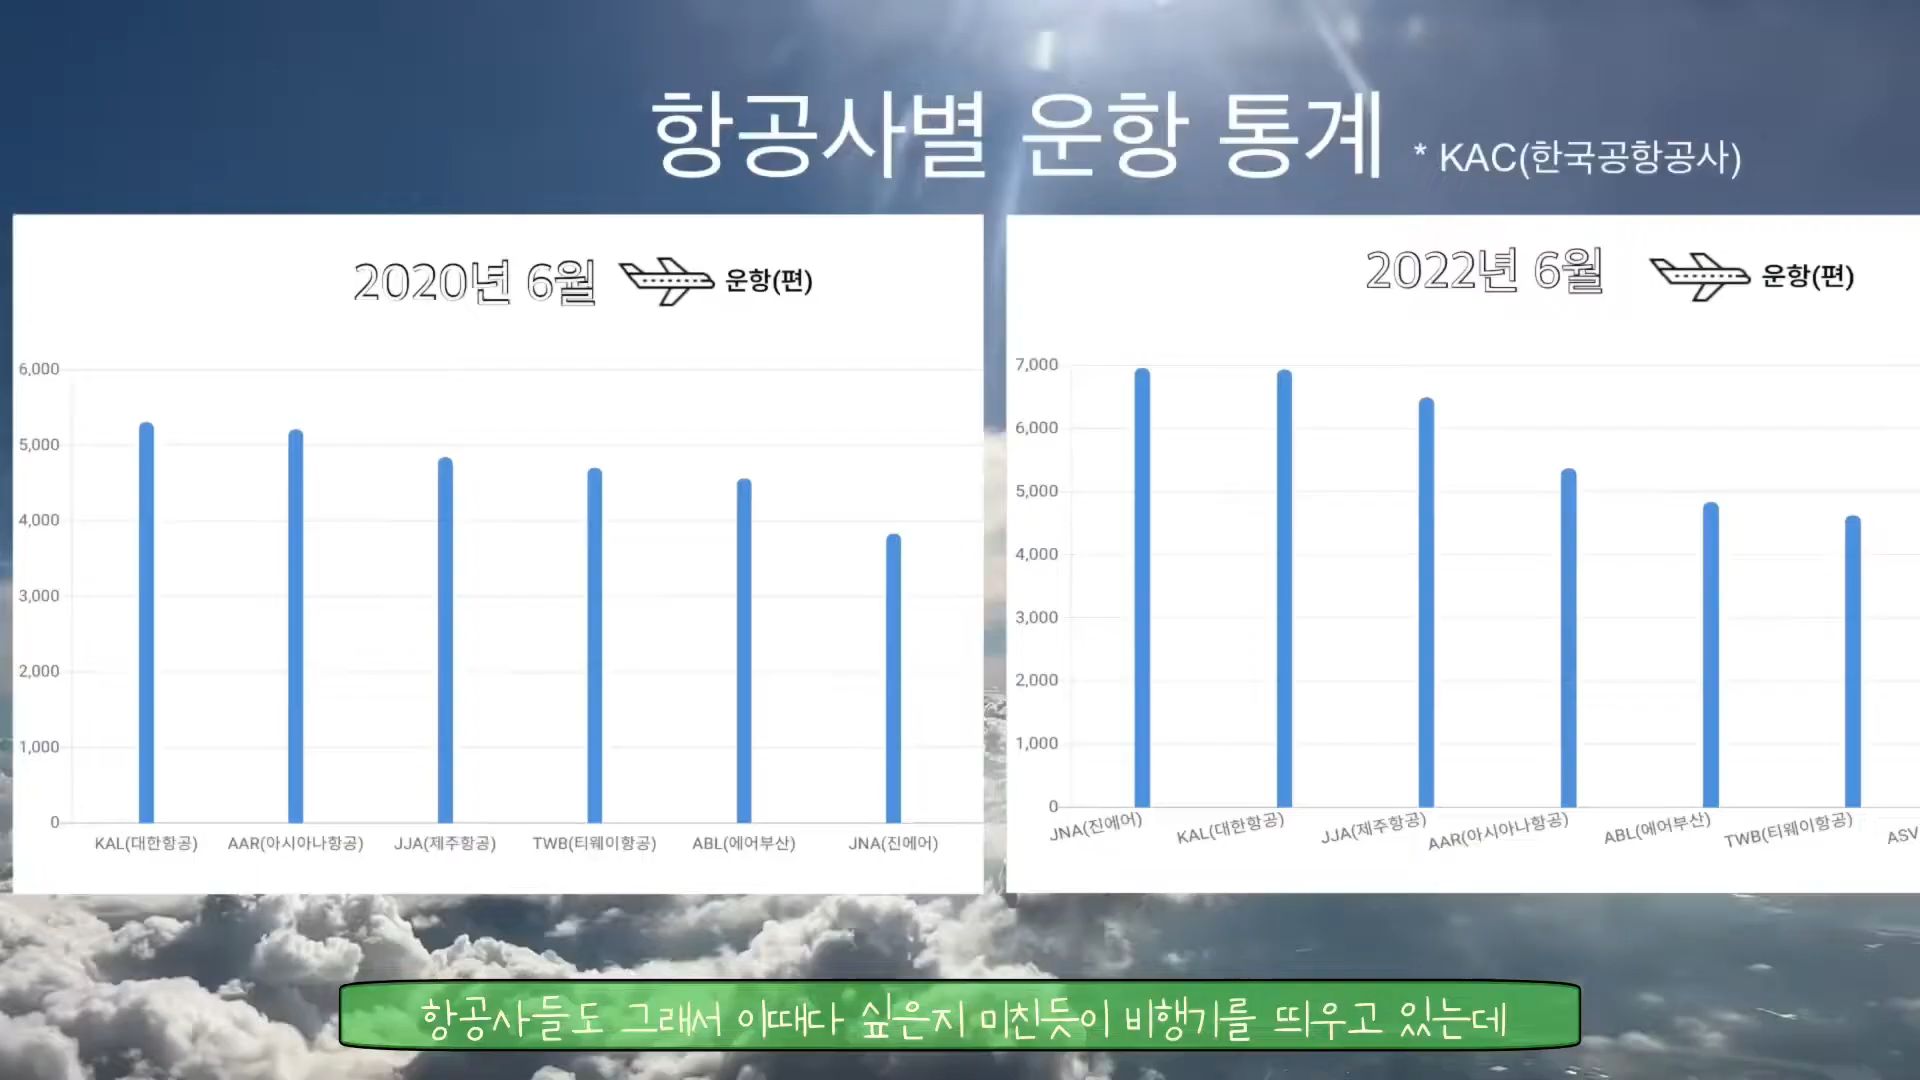 항공사별 운항 통계 * KAC(한국공항공사)
2020년 6월 운항(편)
6,000
5,000
4,000
3,000
2,000
1,000
0
KAL(대한항공) AAR(아시아나항공) JJA(제주항공) TWB(티웨이항공) ABL(에어부산) JNA(진에어)
2022년 6월 운항(편)
7,000
6,000
5,000
4,000
3,000
2,000
1,000
0
JNA(진에어) KAL(대한항공) JJA(제주항공) AAR(아시아나항공) ABL(에어부산) TWB(티웨이항공) ASV
항공사들도 그래서 이때다 싶은지 미친듯이 비행기를 띄우고 있는데